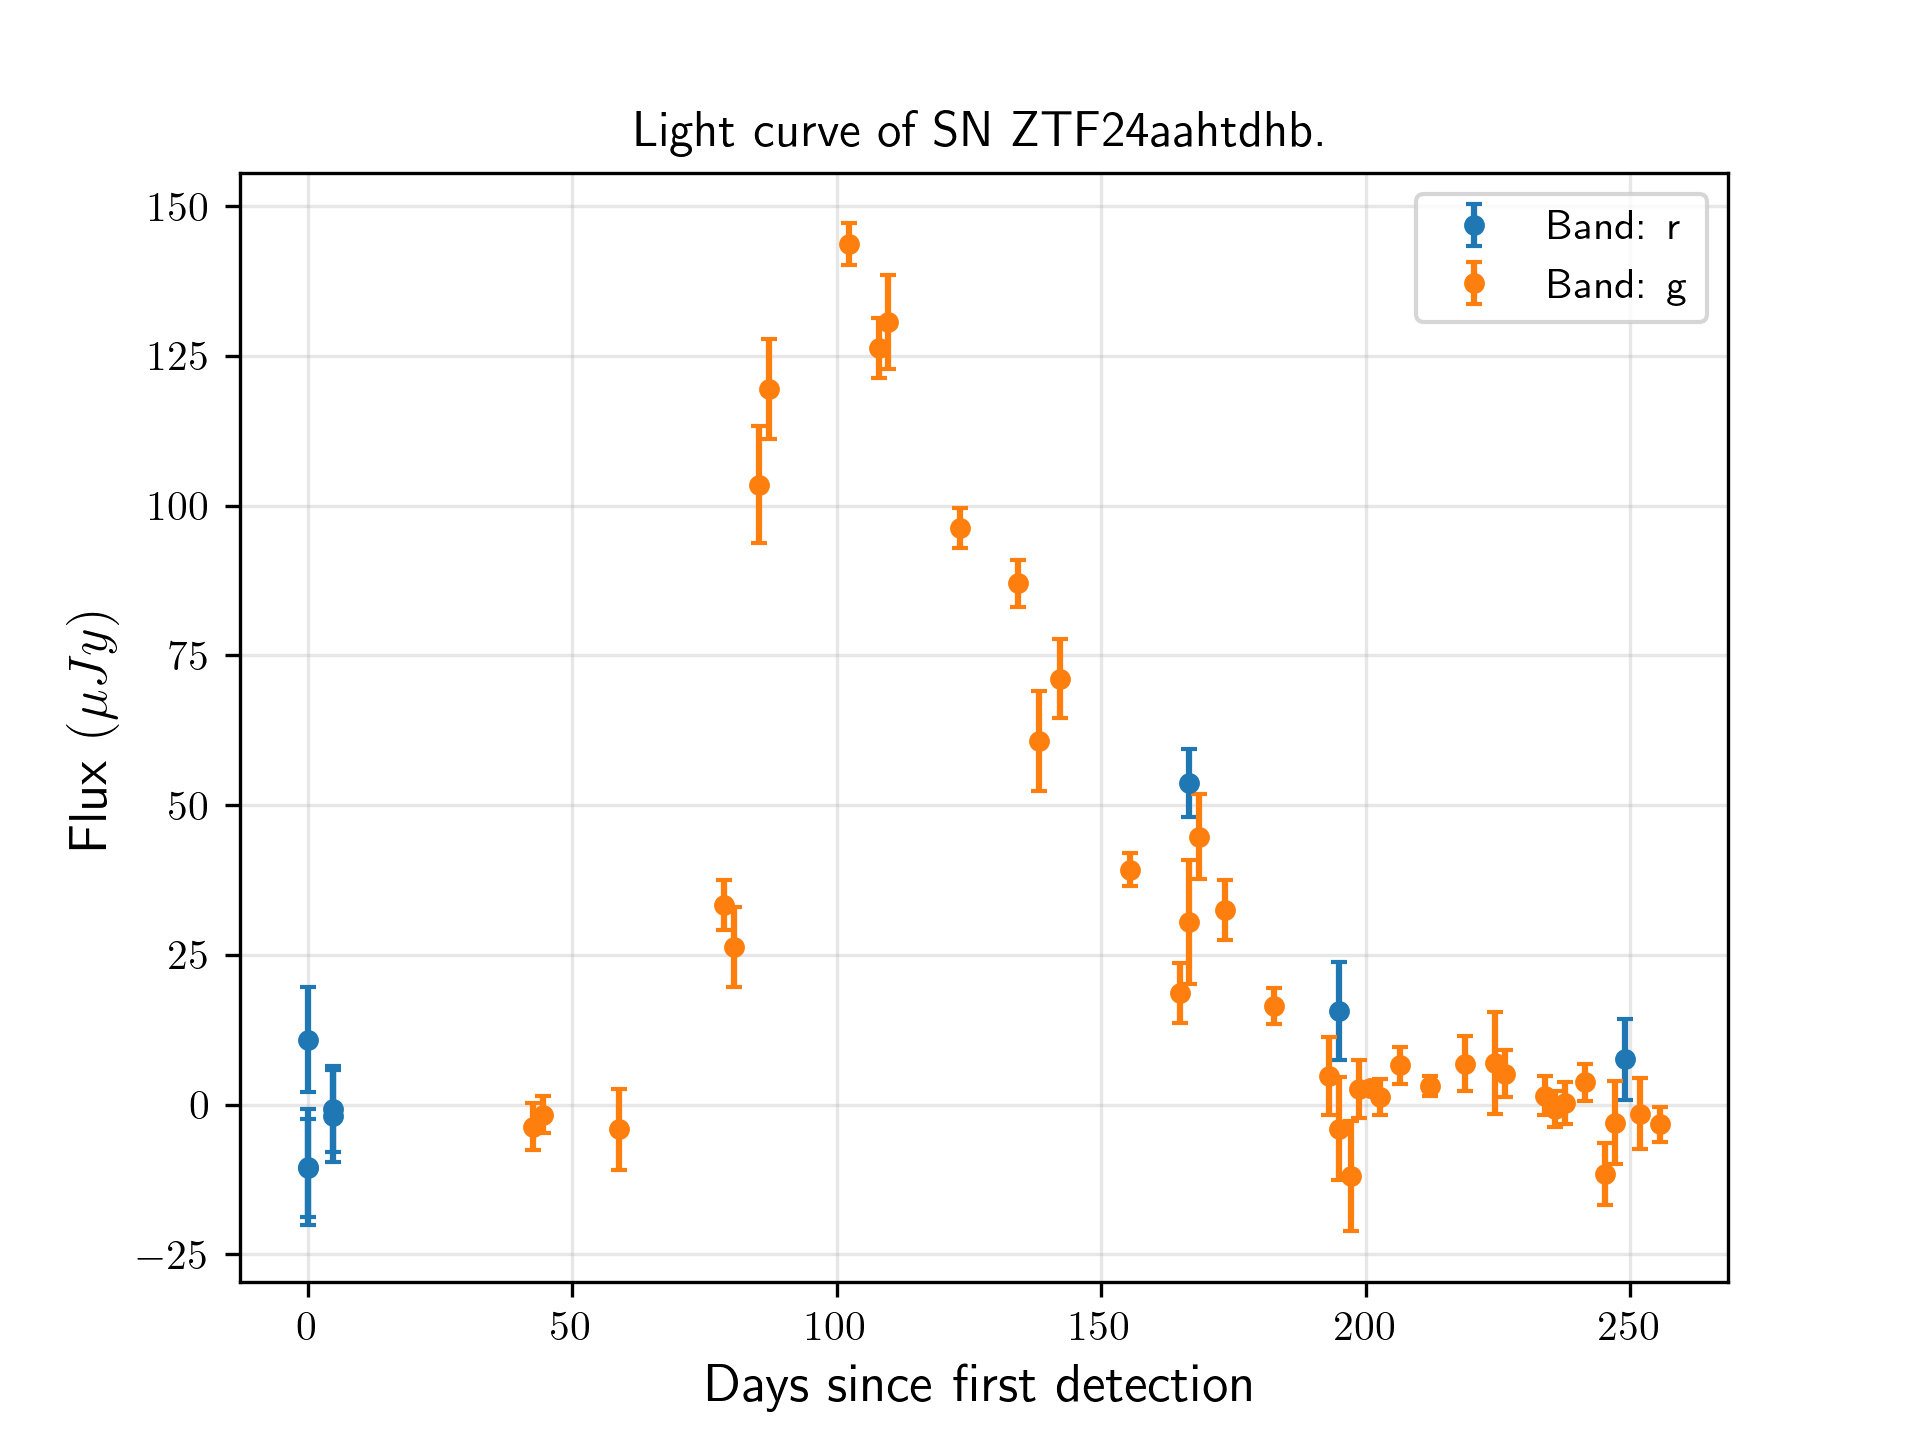 Light curve of SN ZTF24aahtdhb.
Band: r
Band: g
Flux (μJy)
150
125
100
75
50
25
0
−25
0 50 100 150 200 250
Days since first detection